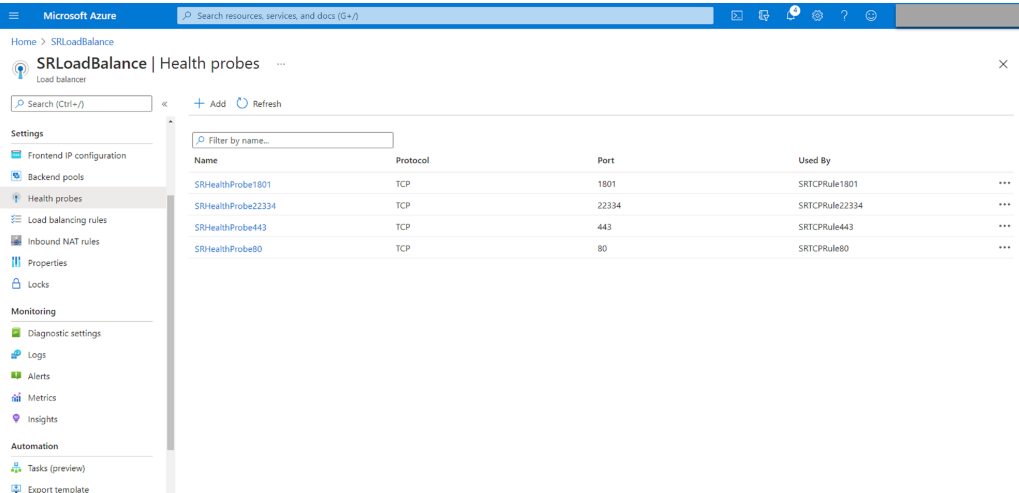 Microsoft Azure
Search resources, services, and docs (G+/)
4
Home > SRLoadBalance
SRLoadBalance | Health probes ...
Load balancer
Search (Ctrl+/)
«
+ Add Refresh
Settings
Filter by name...
Frontend IP configuration
Name Protocol Port Used By
Backend pools
SRHealthProbe1801 TCP 1801 SRTCPRule1801 ...
Health probes
SRHealthProbe22334 TCP 22334 SRTCPRule22334 ...
Load balancing rules
SRHealthProbe443 TCP 443 SRTCPRule443 ...
Inbound NAT rules
SRHealthProbe80 TCP 80 SRTCPRule80 ...
Properties
Locks
Monitoring
Diagnostic settings
Logs
Alerts
Metrics
Insights
Automation
Tasks (preview)
Export template